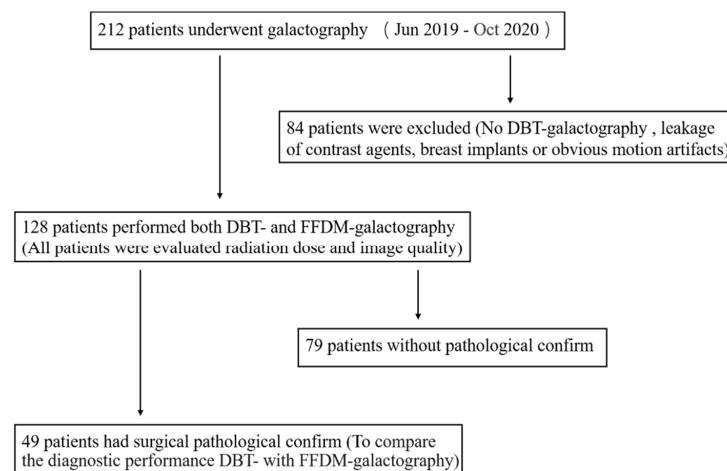 212 patients underwent galactography （ Jun 2019 - Oct 2020 ）
84 patients were excluded (No DBT-galactography , leakage
of contrast agents, breast implants or obvious motion artifacts)
128 patients performed both DBT- and FFDM-galactography
(All patients were evaluated radiation dose and image quality)
79 patients without pathological confirm
49 patients had surgical pathological confirm (To compare
the diagnostic performance DBT- with FFDM-galactography)